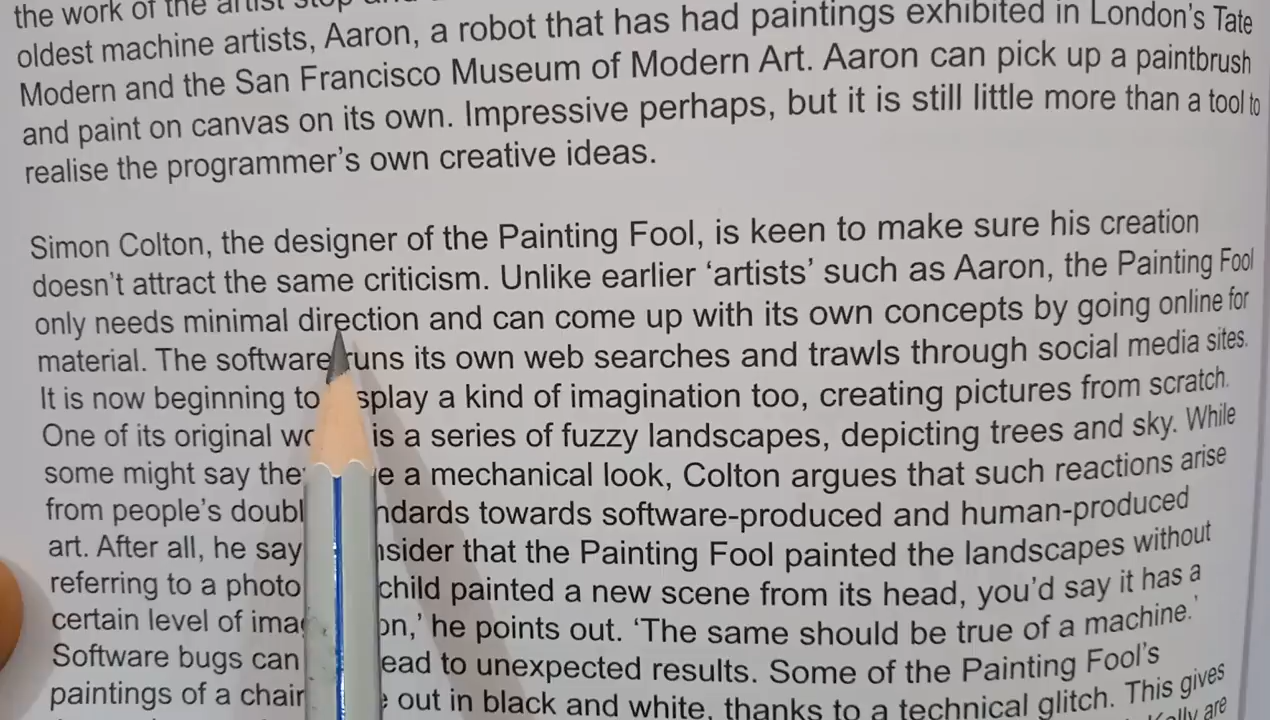 the work of the artist stop and
oldest machine artists, Aaron, a robot that has had paintings exhibited in London's Tate
Modern and the San Francisco Museum of Modern Art. Aaron can pick up a paintbrush
and paint on canvas on its own. Impressive perhaps, but it is still little more than a tool to
realise the programmer's own creative ideas.
Simon Colton, the designer of the Painting Fool, is keen to make sure his creation
doesn't attract the same criticism. Unlike earlier 'artists' such as Aaron, the Painting Fool
only needs minimal direction and can come up with its own concepts by going online for
material. The software runs its own web searches and trawls through social media sites.
It is now beginning to display a kind of imagination too, creating pictures from scratch.
One of its original is a series of fuzzy landscapes, depicting trees and sky. While
some might say a mechanical look, Colton argues that such reactions arise
from people's double standards towards software-produced and human-produced
art. After all, he say consider that the Painting Fool painted the landscapes without
referring to a photo child painted a new scene from its head, you'd say it has a
certain level of imagination,' he points out. 'The same should be true of a machine.'
Software bugs can lead to unexpected results. Some of the Painting Fool's
paintings of a chair out in black and white, thanks to a technical glitch. This gives
are